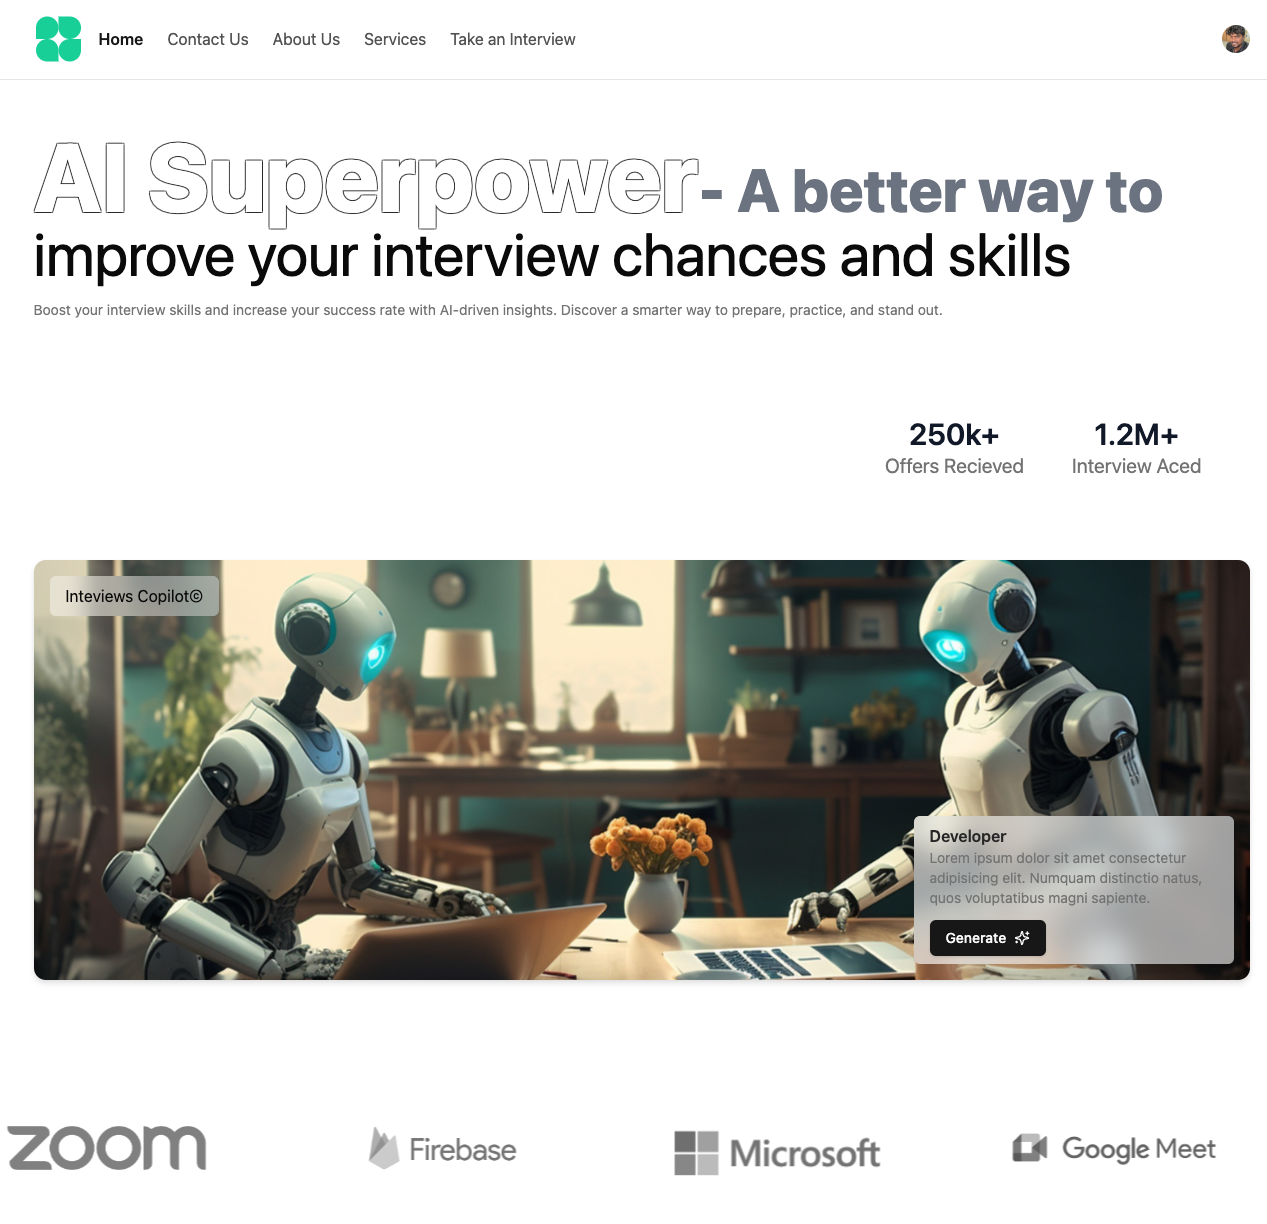 Home Contact Us About Us Services Take an Interview
AI Superpower - A better way to
improve your interview chances and skills
Boost your interview skills and increase your success rate with AI-driven insights. Discover a smarter way to prepare, practice, and stand out.
250k+ 1.2M+
Offers Recieved Interview Aced
Inteviews Copilot©
Developer
Lorem ipsum dolor sit amet consectetur
adipisicing elit. Numquam distinctio natus,
quos voluptatibus magni sapiente.
Generate
zoom Firebase Microsoft Google Meet